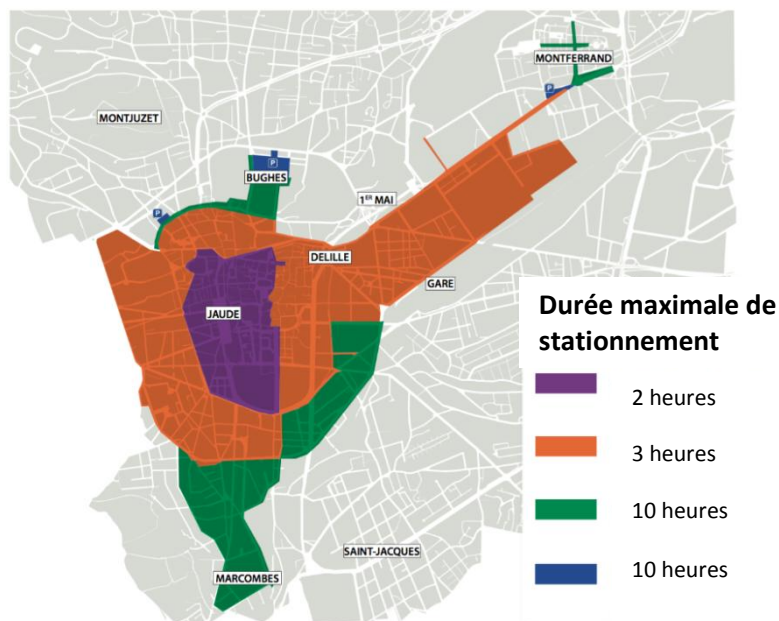 MONTFERRAND
P
MONTJUZET
P
BUGHES
1ER MAI
P
DELILLE
GARE
JAUDE
Durée maximale de
stationnement
2 heures
3 heures
10 heures
10 heures
SAINT-JACQUES
MARCOMBES